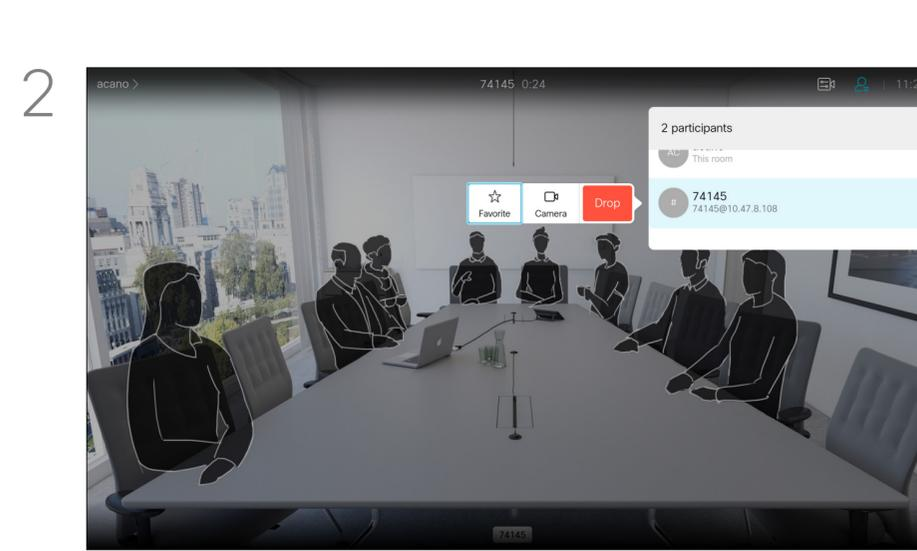 2
acano
74145 0:24
11:2
2 participants
AC
This room
74145
74145@10.47.8.108
#
Favorite
Camera
Drop
74145